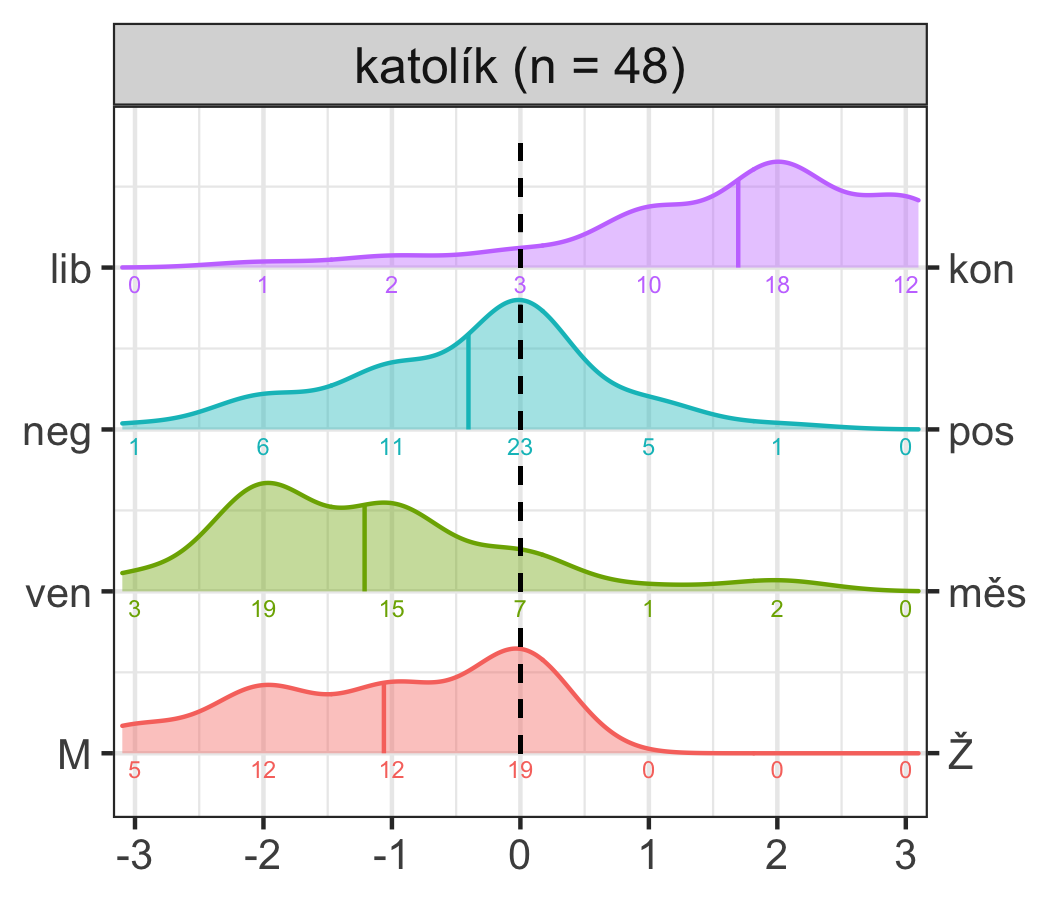 katolík (n = 48)
lib kon
0 1 2 3 10 18 12
neg pos
1 6 11 23 5 1 0
ven měs
3 19 15 7 1 2 0
M Ž
5 12 12 19 0 0 0
-3 -2 -1 0 1 2 3